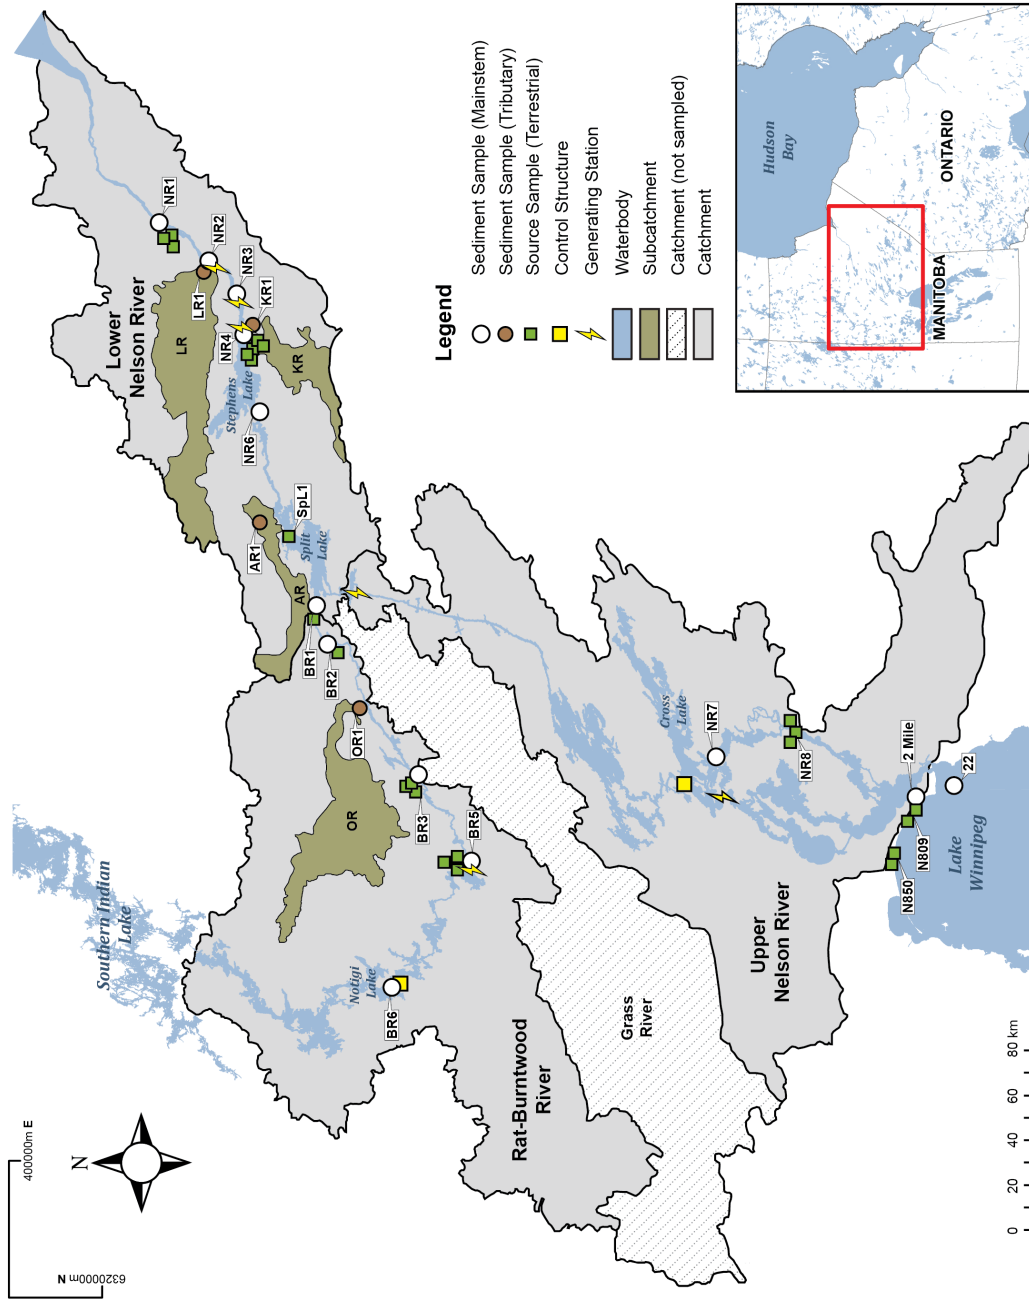 400000m E
6320000m N
N
Southern Indian
Lake
Notigi
Lake
BR6
Rat-Burntwood
River
Grass
River
Upper
Nelson River
OR
OR1
BR3
BR5
BR2
BR1
AR
AR1
Split
Lake
SpL1
Lower
Nelson River
LR
LR1
Stephens
Lake
NR6
NR4
KR
KR1
NR3
NR2
NR1
Cross
Lake
NR7
NR8
2 Mile
22
N809
N850
Lake
Winnipeg
0 20 40 60 80 km
Legend
Sediment Sample (Mainstem)
Sediment Sample (Tributary)
Source Sample (Terrestrial)
Control Structure
Generating Station
Waterbody
Subcatchment
Catchment (not sampled)
Catchment
Hudson
Bay
MANITOBA
ONTARIO